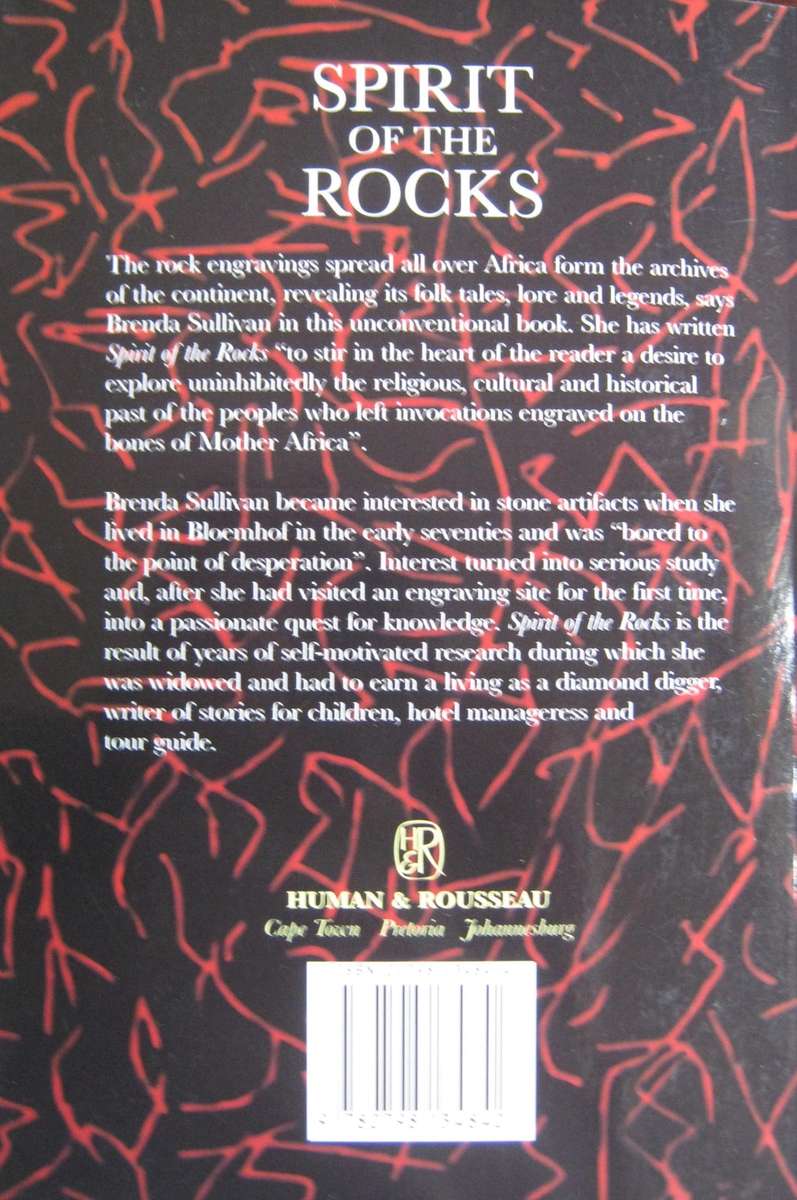 SPIRIT
OF THE
ROCKS
The rock engravings spread all over Africa form the archives
of the continent, revealing its folk tales, lore and legends, says
Brenda Sullivan in this unconventional book. She has written
Spirit of the Rocks “to stir in the heart of the reader a desire to
explore uninhibitedly the religious, cultural and historical
past of the peoples who left invocations engraved on the
bones of Mother Africa”.
Brenda Sullivan became interested in stone artifacts when she
lived in Bloemhof in the early seventies and was “bored to
the point of desperation”. Interest turned into serious study
and, after she had visited an engraving site for the first time,
into a passionate quest for knowledge. Spirit of the Rocks is the
result of years of self-motivated research during which she
was widowed and had to earn a living as a diamond digger,
writer of stories for children, hotel manageress and
tour guide.
H&R
HUMAN & ROUSSEAU
Cape Town Pretoria Johannesburg